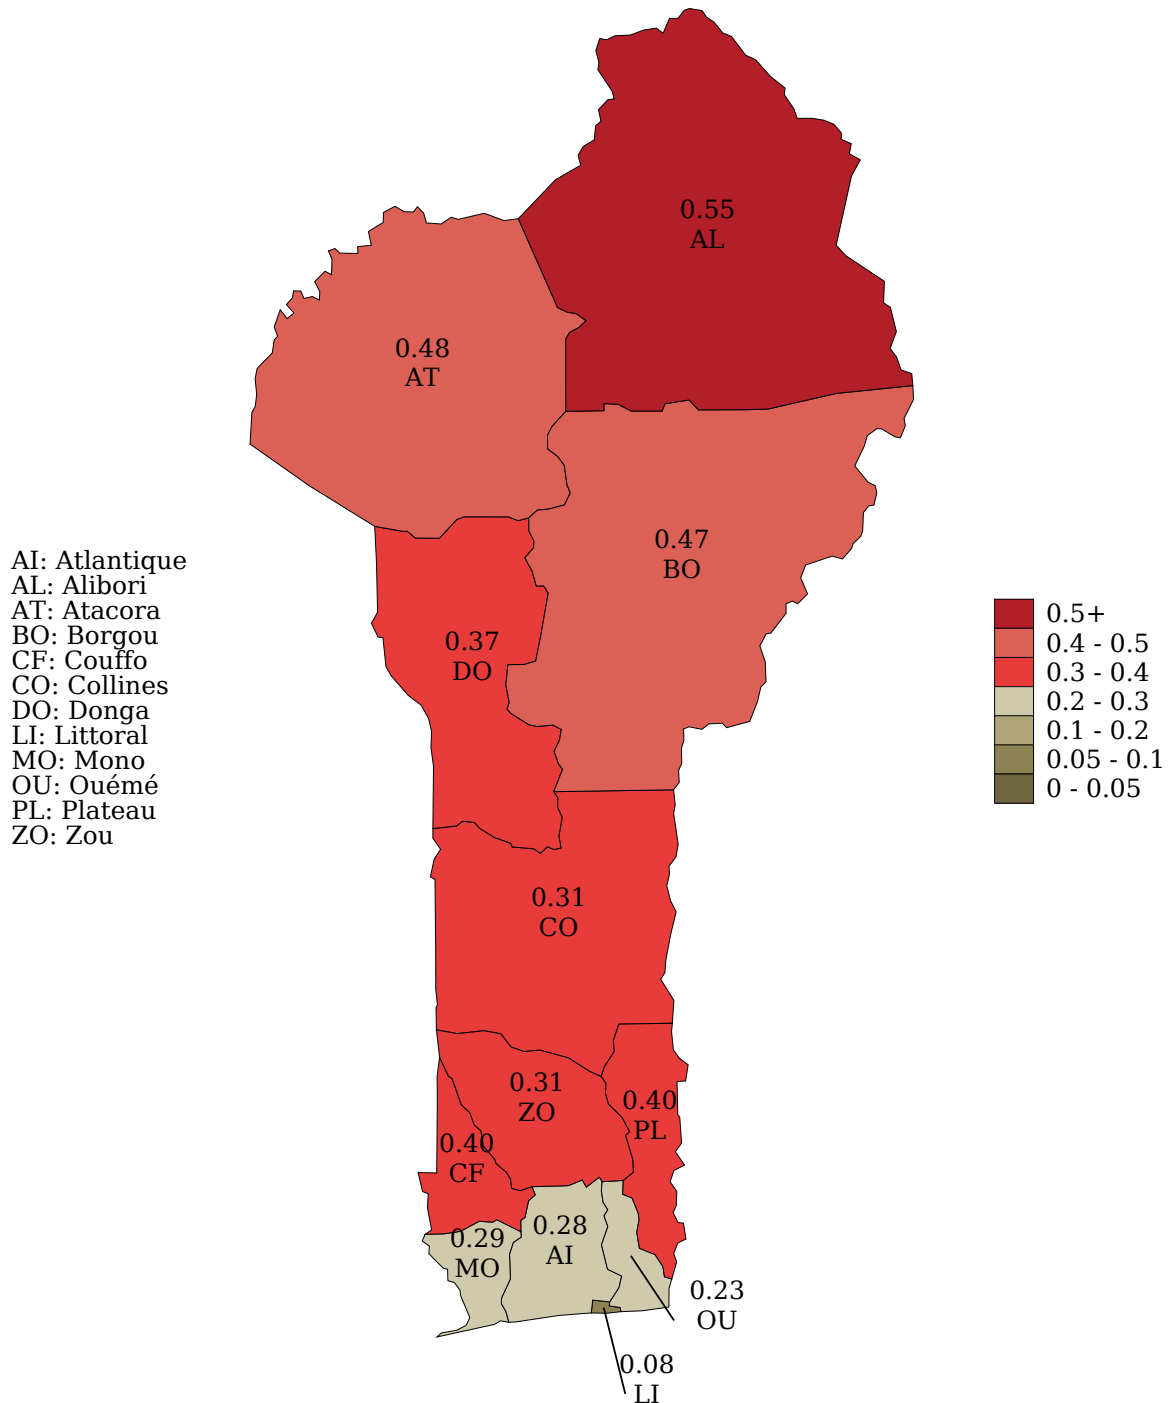 0.55
AL
0.48
AT
0.47
BO
AI: Atlantique
AL: Alibori
AT: Atacora
BO: Borgou
CF: Couffo
CO: Collines
DO: Donga
LI: Littoral
MO: Mono
OU: Ouémé
PL: Plateau
ZO: Zou
0.37
DO
0.5+
0.4 - 0.5
0.3 - 0.4
0.2 - 0.3
0.1 - 0.2
0.05 - 0.1
0 - 0.05
0.31
CO
0.31
ZO
0.40
PL
0.40
CF
0.28
AI
0.29
MO
0.23
OU
0.08
LI